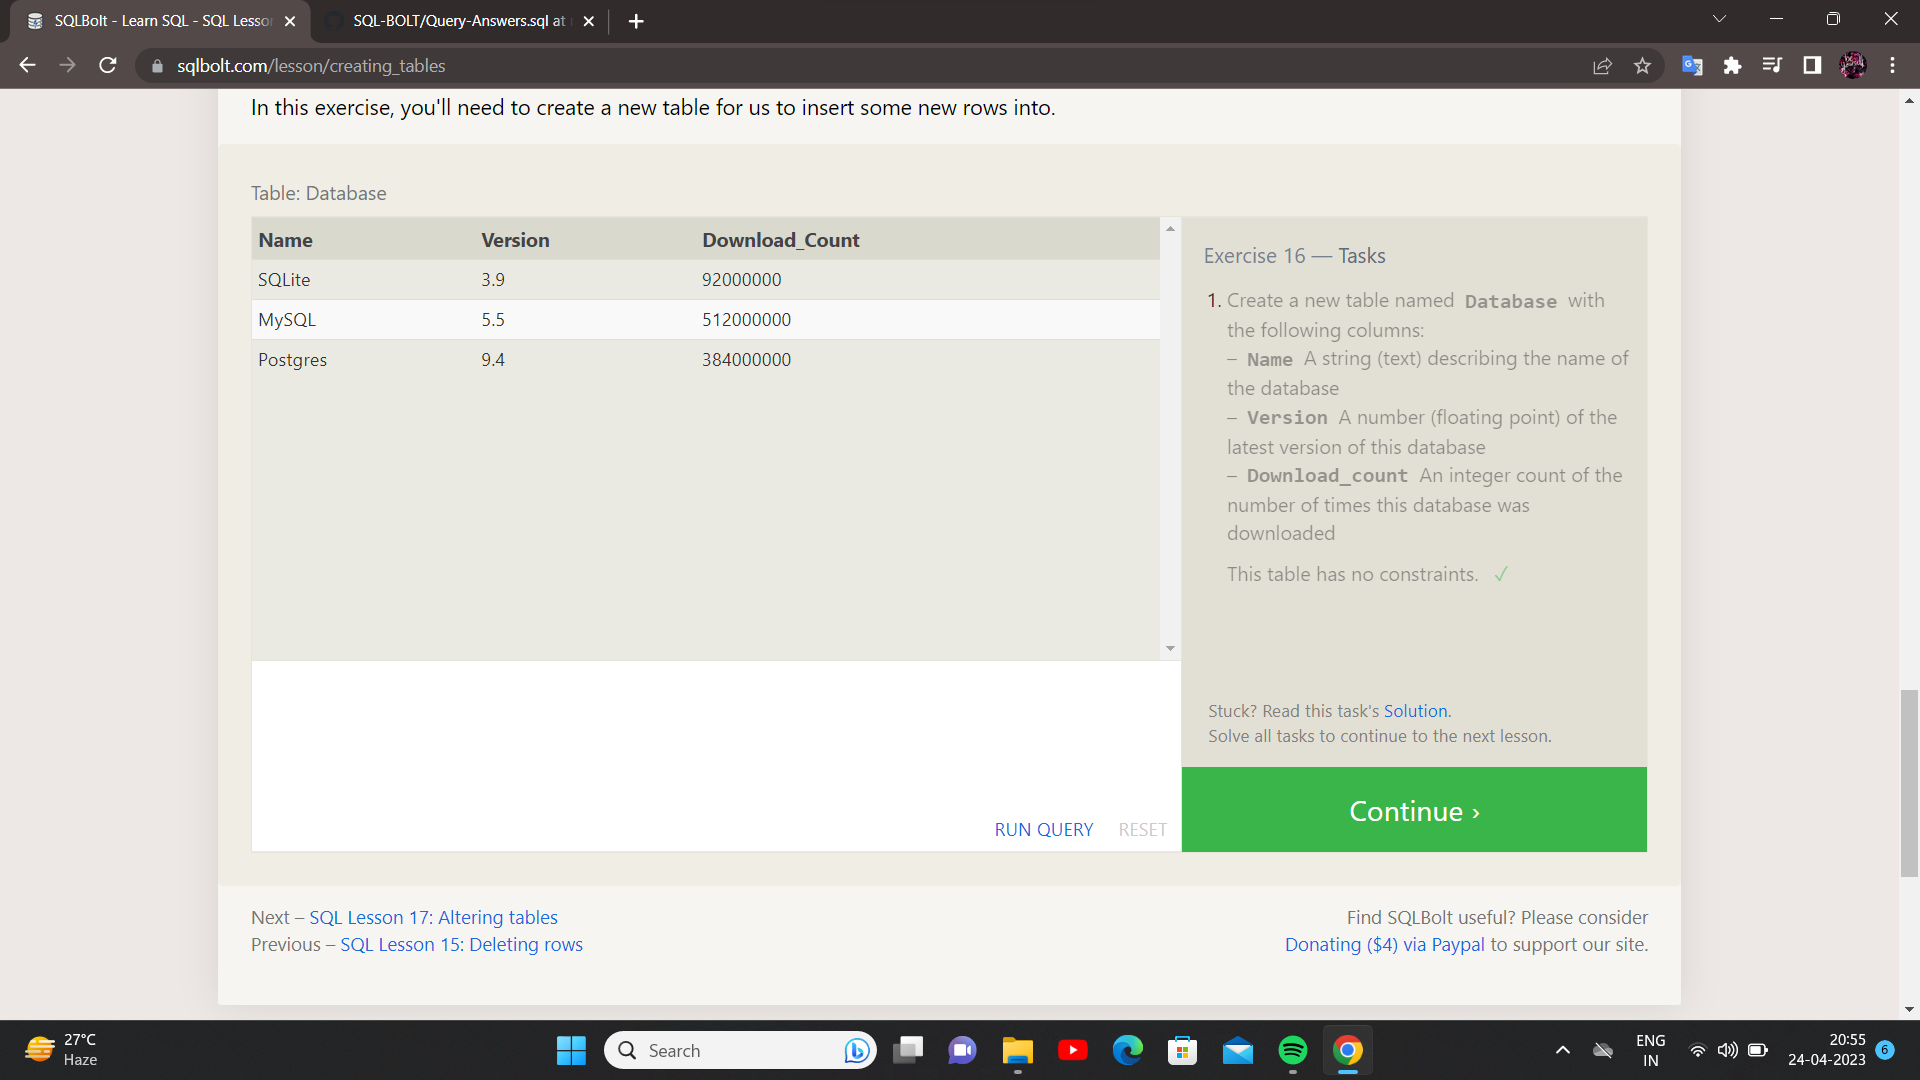 SQLBolt - Learn SQL - SQL Lesson
SQL-BOLT/Query-Answers.sql at
sqlbolt.com/lesson/creating_tables
In this exercise, you'll need to create a new table for us to insert some new rows into.
Table: Database
Name Version Download_Count
SQLite 3.9 92000000
MySQL 5.5 512000000
Postgres 9.4 384000000
Exercise 16 — Tasks
1. Create a new table named Database with
the following columns:
– Name A string (text) describing the name of
the database
– Version A number (floating point) of the
latest version of this database
– Download_count An integer count of the
number of times this database was
downloaded
This table has no constraints. ✓
Stuck? Read this task's Solution.
Solve all tasks to continue to the next lesson.
RUN QUERY RESET
Continue ›
Next – SQL Lesson 17: Altering tables
Previous – SQL Lesson 15: Deleting rows
Find SQLBolt useful? Please consider
Donating ($4) via Paypal to support our site.
27°C
Haze
Search
ENG
IN
20:55
24-04-2023
6